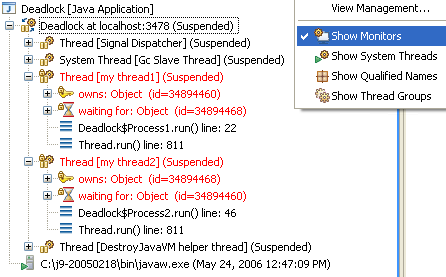 Deadlock [Java Application]
Deadlock at localhost:3478 (Suspended)
Thread [Signal Dispatcher] (Suspended)
System Thread [Gc Slave Thread] (Suspended)
Thread [my thread1] (Suspended)
owns: Object (id=34894460)
waiting for: Object (id=34894468)
Deadlock$Process1.run() line: 22
Thread.run() line: 811
Thread [my thread2] (Suspended)
owns: Object (id=34894468)
waiting for: Object (id=34894460)
Deadlock$Process2.run() line: 46
Thread.run() line: 811
Thread [DestroyJavaVM helper thread] (Suspended)
C:\j9-20050218\bin\javaw.exe (May 24, 2006 12:47:09 PM)
View Management...
Show Monitors
Show System Threads
Show Qualified Names
Show Thread Groups